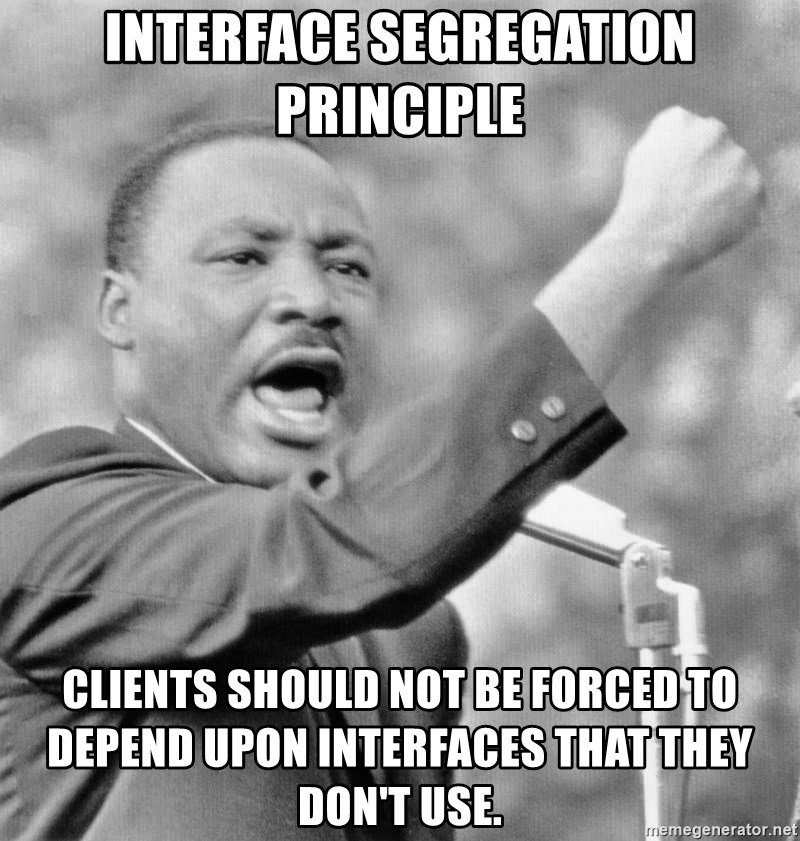 INTERFACE SEGREGATION
PRINCIPLE
CLIENTS SHOULD NOT BE FORCED TO
DEPEND UPON INTERFACES THAT THEY
DON'T USE.
memegenerator.net